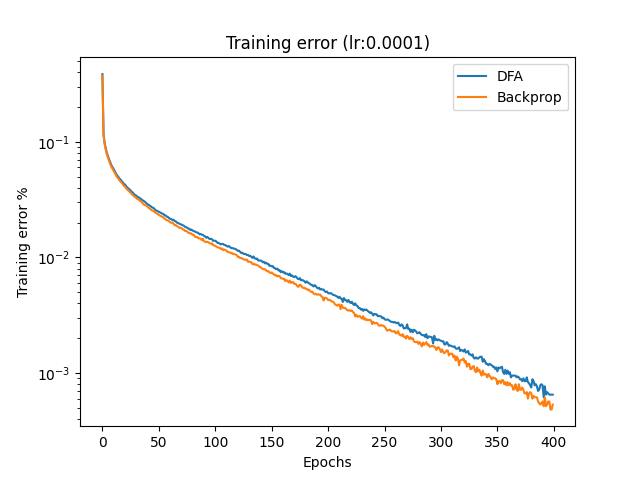 Training error (lr:0.0001)
DFA
Backprop
10⁻¹
10⁻²
10⁻³
Training error %
0 50 100 150 200 250 300 350 400
Epochs